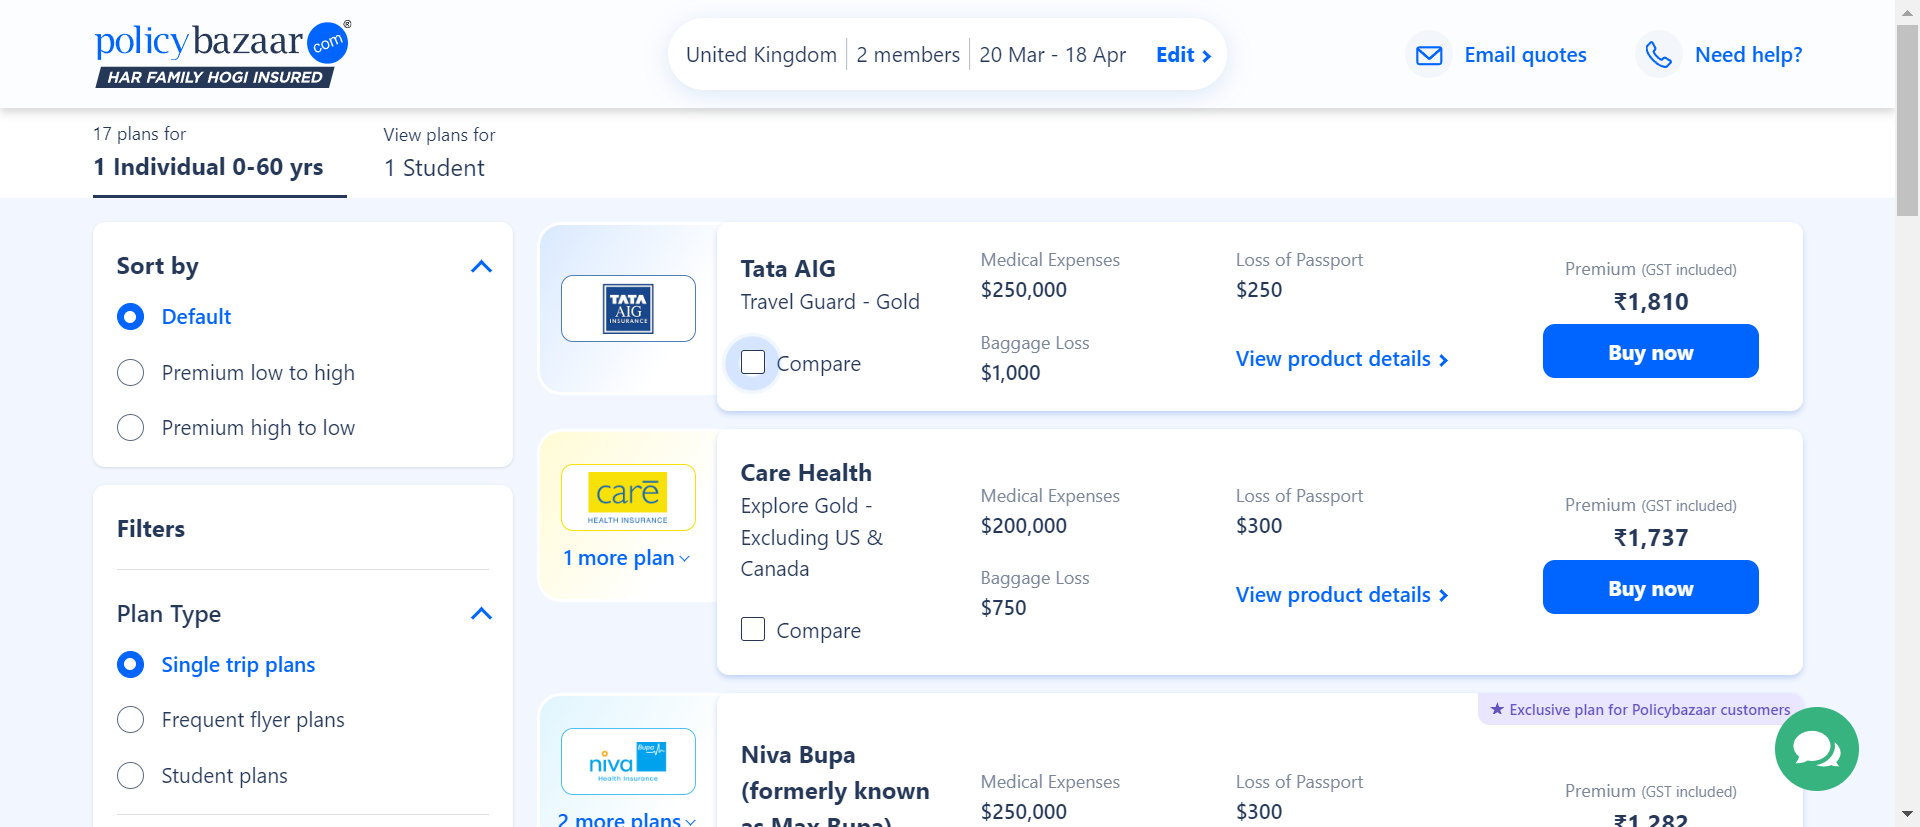 policybazaar.com®
HAR FAMILY HOGI INSURED
United Kingdom 2 members 20 Mar - 18 Apr Edit
Email quotes
Need help?
17 plans for
1 Individual 0-60 yrs
View plans for
1 Student
Sort by
Default
Premium low to high
Premium high to low
Filters
Plan Type
Single trip plans
Frequent flyer plans
Student plans
TATA
AIG
INSURANCE
Tata AIG
Travel Guard - Gold
Compare
Medical Expenses
$250,000
Baggage Loss
$1,000
Loss of Passport
$250
View product details
Premium (GST included)
₹1,810
Buy now
care
HEALTH INSURANCE
1 more plan
Care Health
Explore Gold -
Excluding US &
Canada
Compare
Medical Expenses
$200,000
Baggage Loss
$750
Loss of Passport
$300
View product details
Premium (GST included)
₹1,737
Buy now
Exclusive plan for Policybazaar customers
niva Bupa
Health Insurance
2 more plans
Niva Bupa
(formerly known
as Max Bupa)
Medical Expenses
$250,000
Loss of Passport
$300
Premium (GST included)
₹1,282